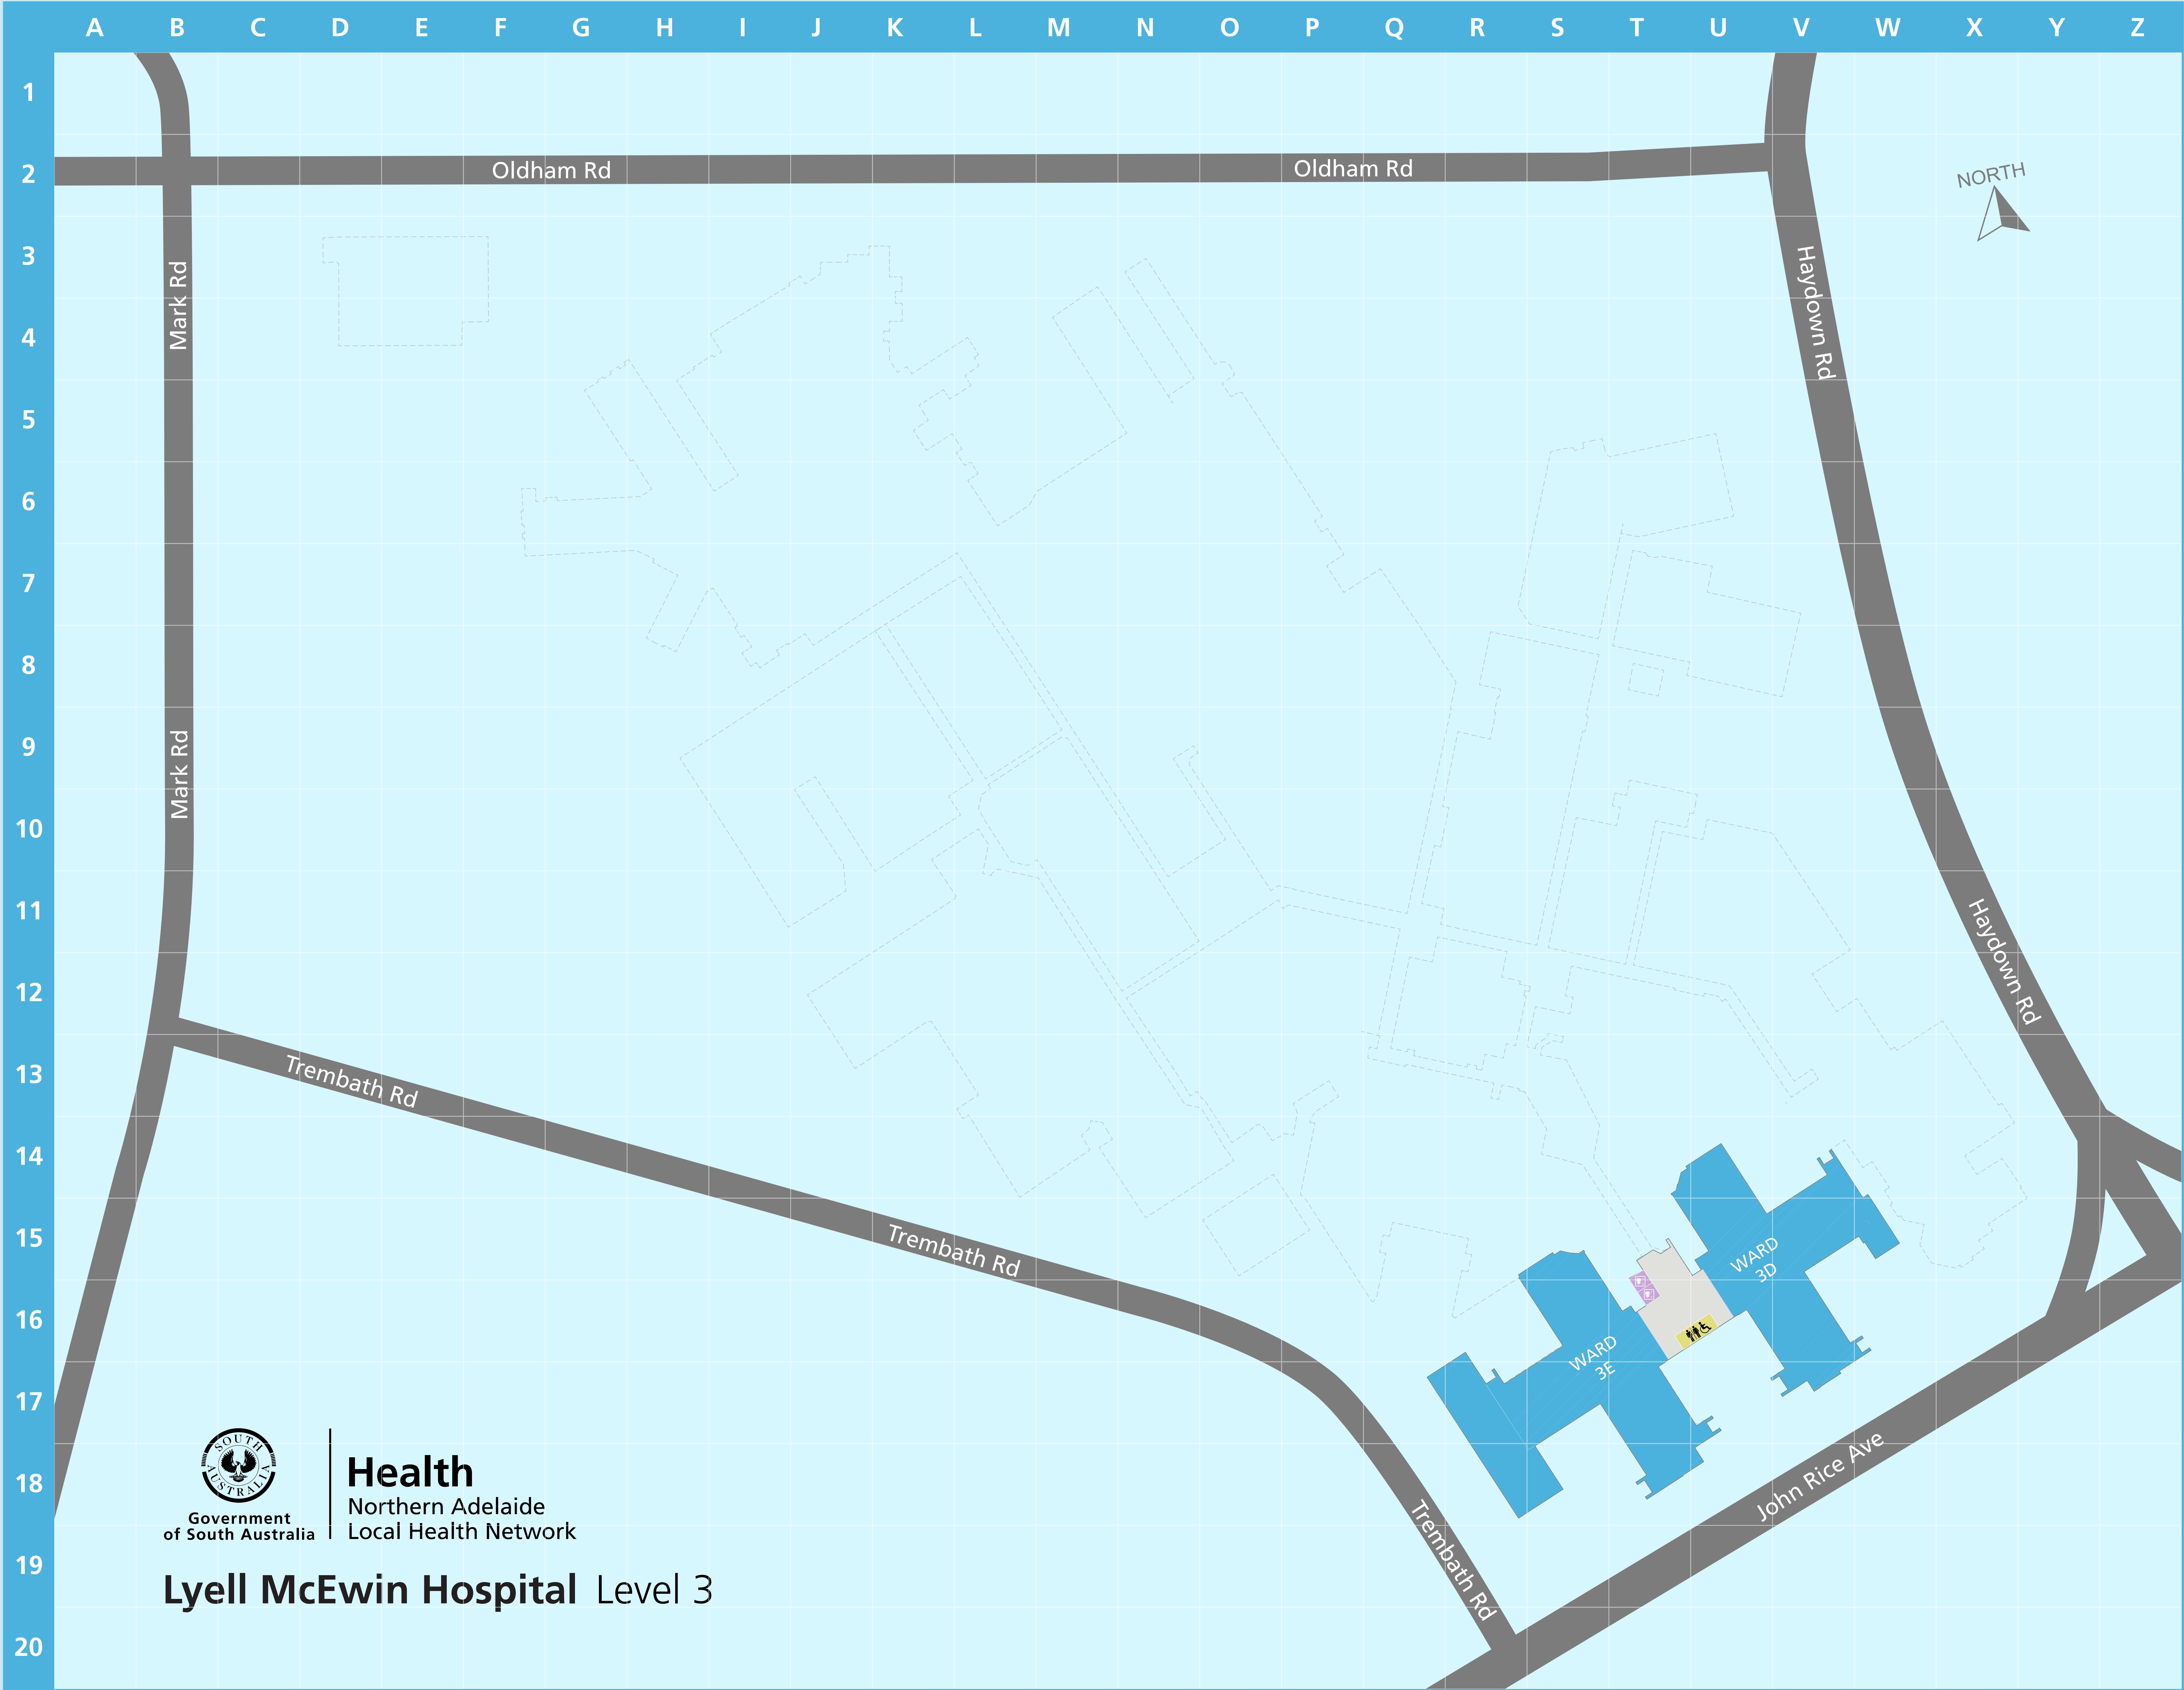 A B C D E F G H I J K L M N O P Q R S T U V W X Y Z
1
2
3
4
5
6
7
8
9
10
11
12
13
14
15
16
17
18
19
20
Oldham Rd
Oldham Rd
NORTH
Mark Rd
Haydown Rd
Mark Rd
Haydown Rd
Trembath Rd
Trembath Rd
WARD
3D
WARD
3E
John Rice Ave
Trembath Rd
SOUTH
AUSTRALIA
Government
of South Australia
Health
Northern Adelaide
Local Health Network
Lyell McEwin Hospital Level 3